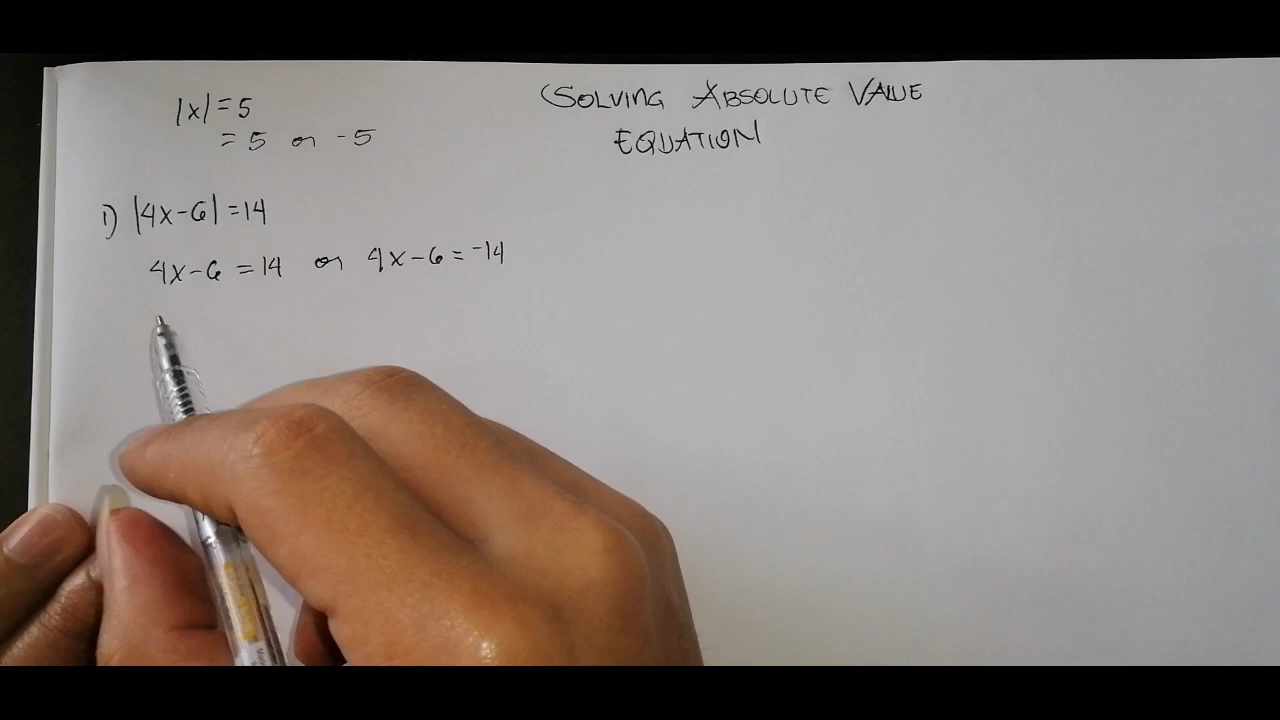 |x| = 5
= 5 or -5
SOLVING ABSOLUTE VALUE
EQUATION
1) |4x-6| = 14
4x-6 = 14 or 4x-6 = -14